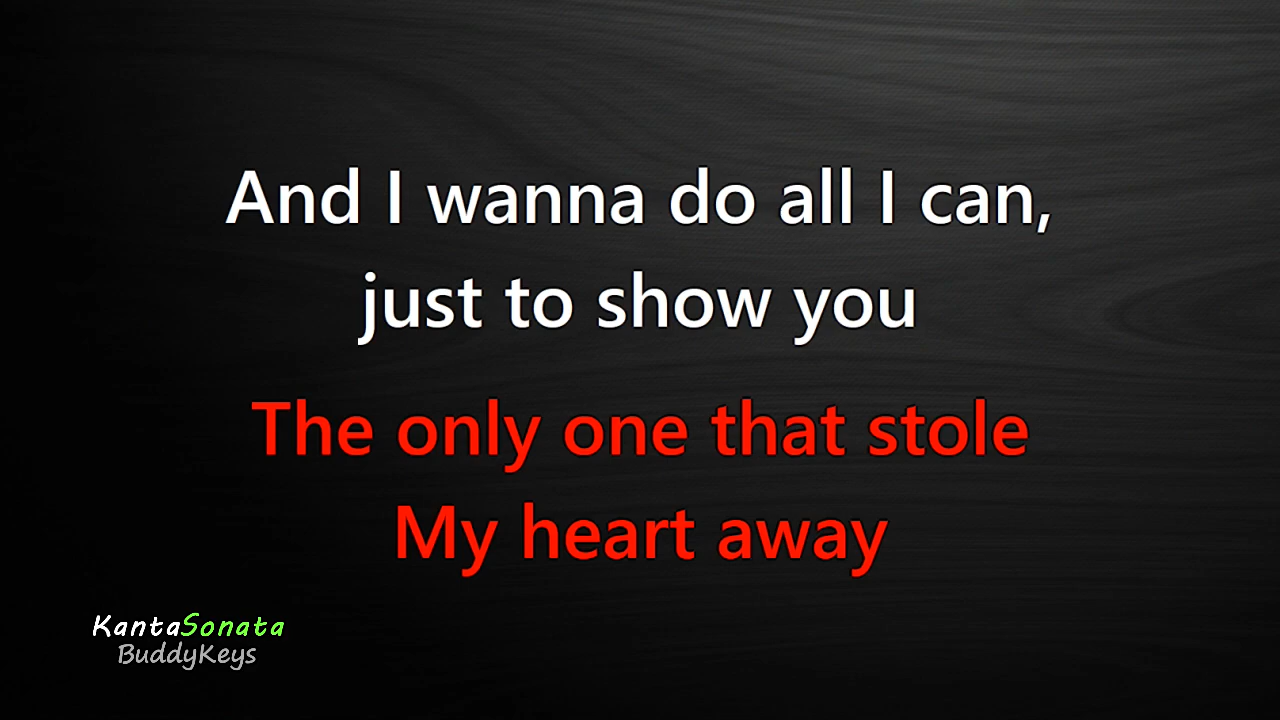 And I wanna do all I can,
just to show you
The only one that stole
My heart away
KantaSonata
BuddyKeys